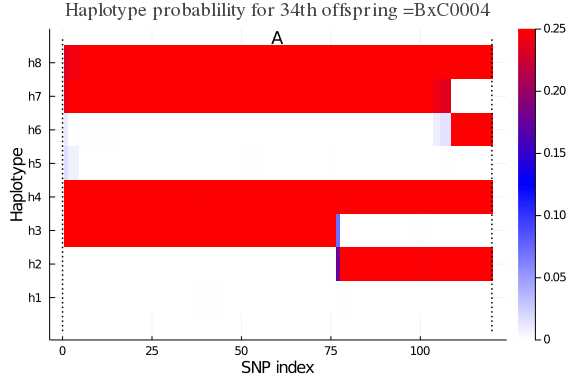 Haplotype probablility for 34th offspring =BxC0004
A
Haplotype
h8
h7
h6
h5
h4
h3
h2
h1
0 25 50 75 100
SNP index
0.25
0.20
0.15
0.10
0.05
0